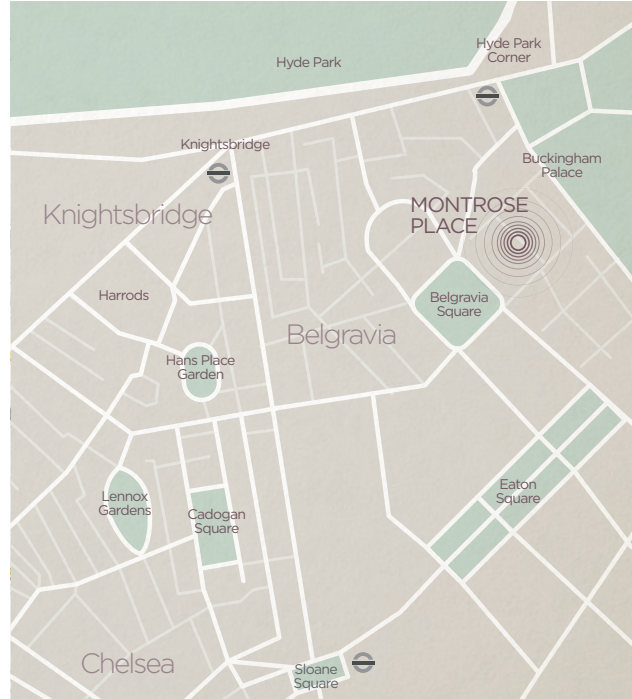 Hyde Park
Hyde Park
Corner
Knightsbridge
Buckingham
Palace
Knightsbridge
MONTROSE
PLACE
Harrods
Belgravia
Square
Belgravia
Hans Place
Garden
Eaton
Square
Lennox
Gardens
Cadogan
Square
Chelsea
Sloane
Square